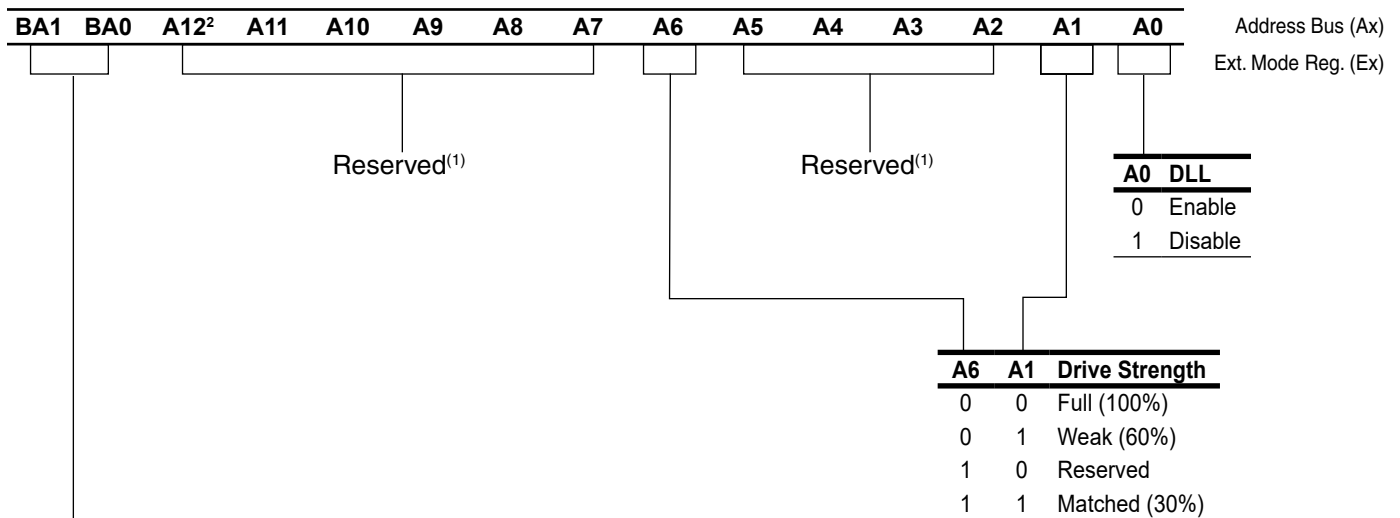 BA1 BA0 A12² A11 A10 A9 A8 A7 A6 A5 A4 A3 A2 A1 A0 Address Bus (Ax)
Ext. Mode Reg. (Ex)
Reserved⁽¹⁾ Reserved⁽¹⁾
A0 DLL
0 Enable
1 Disable
A6 A1 Drive Strength
0 0 Full (100%)
0 1 Weak (60%)
1 0 Reserved
1 1 Matched (30%)